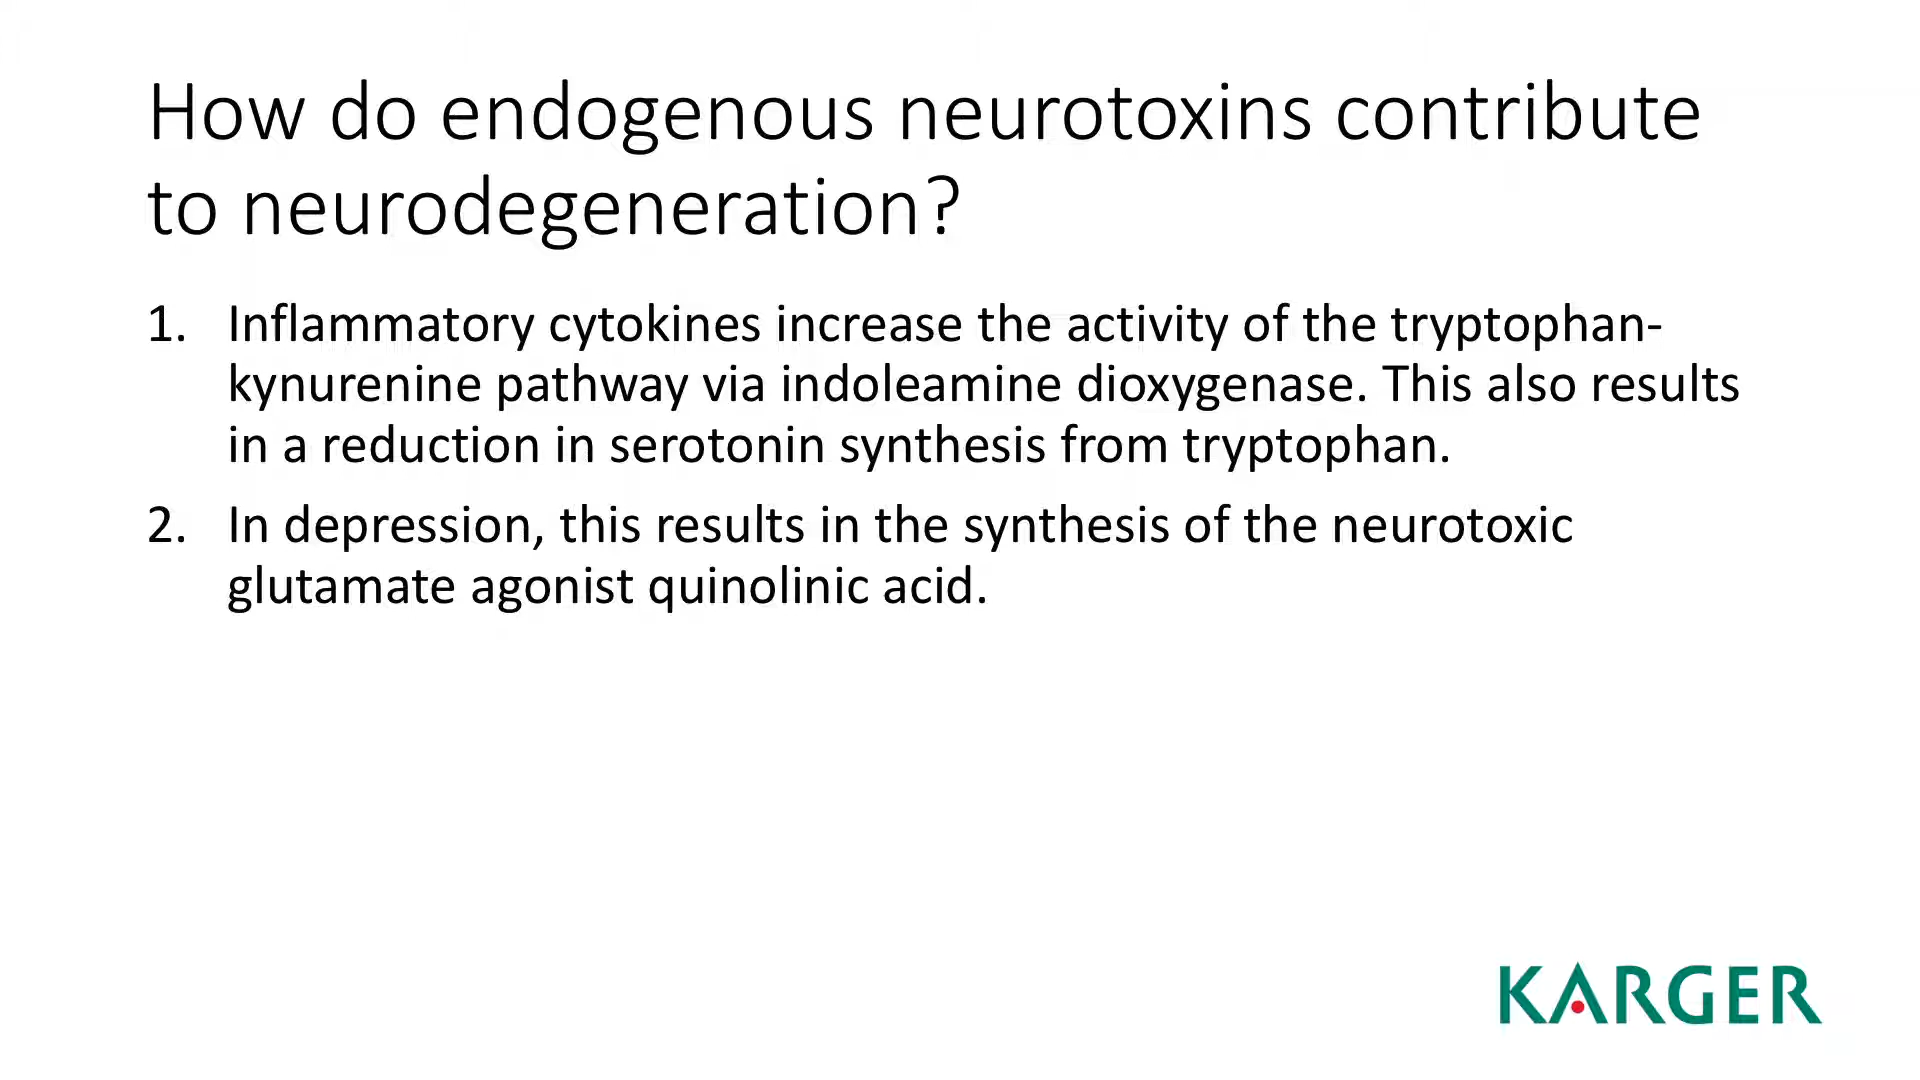 How do endogenous neurotoxins contribute
to neurodegeneration?
1. Inflammatory cytokines increase the activity of the tryptophan-
kynurenine pathway via indoleamine dioxygenase. This also results
in a reduction in serotonin synthesis from tryptophan.
2. In depression, this results in the synthesis of the neurotoxic
glutamate agonist quinolinic acid.
KARGER